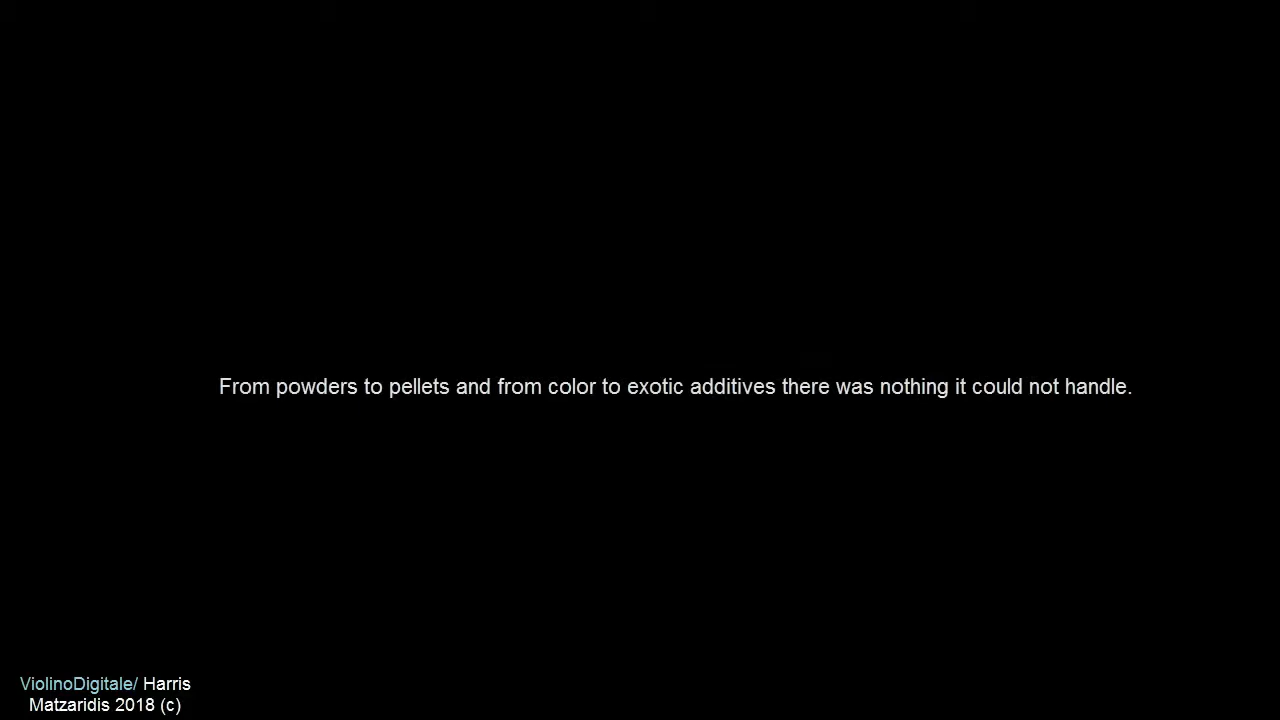 From powders to pellets and from color to exotic additives there was nothing it could not handle.
ViolinoDigitale/ Harris
Matzaridis 2018 (c)